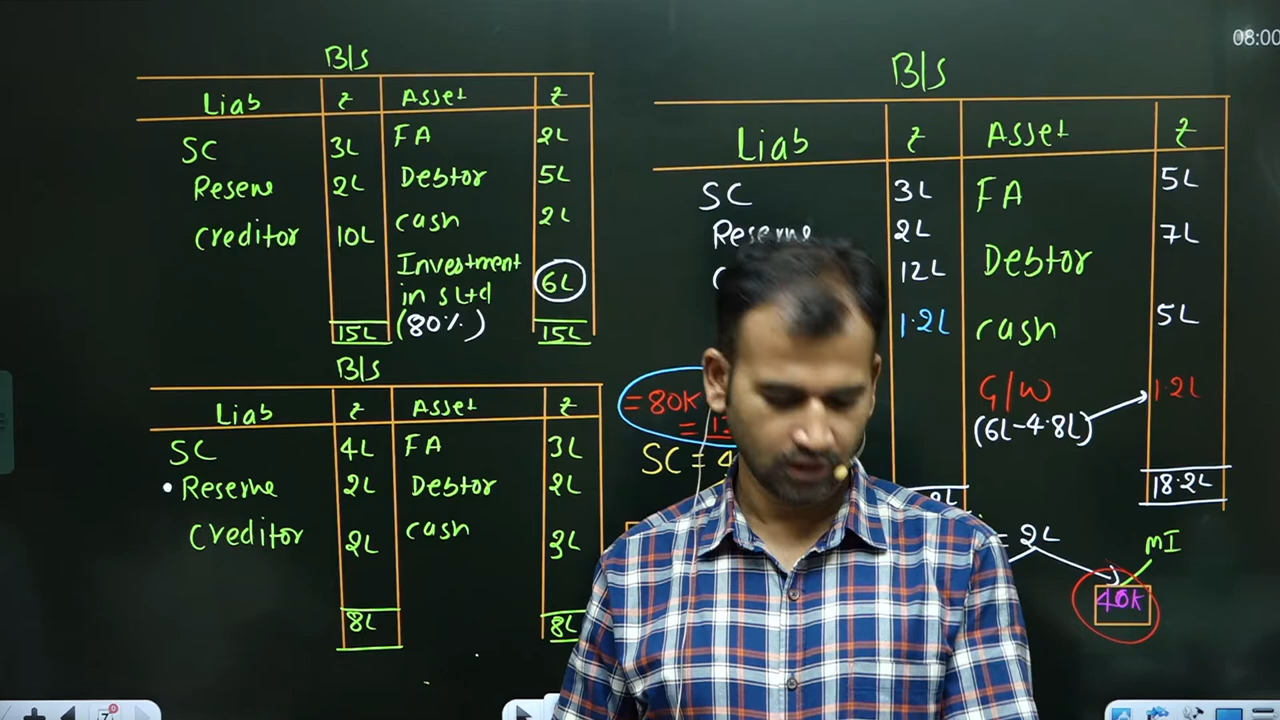 08:00
B/S
Liab ₹ Asset ₹
SC 3L FA 2L
Reserve 2L Debtor 5L
Creditor 10L cash 2L
Investment
in S Ltd 6L
(80%)
15L 15L
B/S
Liab ₹ Asset ₹
SC 4L FA 3L
• Reserve 2L Debtor 2L
Creditor 2L cash 3L
8L 8L
B/S
Liab ₹ Asset ₹
SC 3L FA 5L
Reserve 2L Debtor 7L
12L
1.2L cash 5L
G/W 1.2L
(6L-4.8L)
18.2L
= 80K
SC = 4
= 2L
MI
40K
7